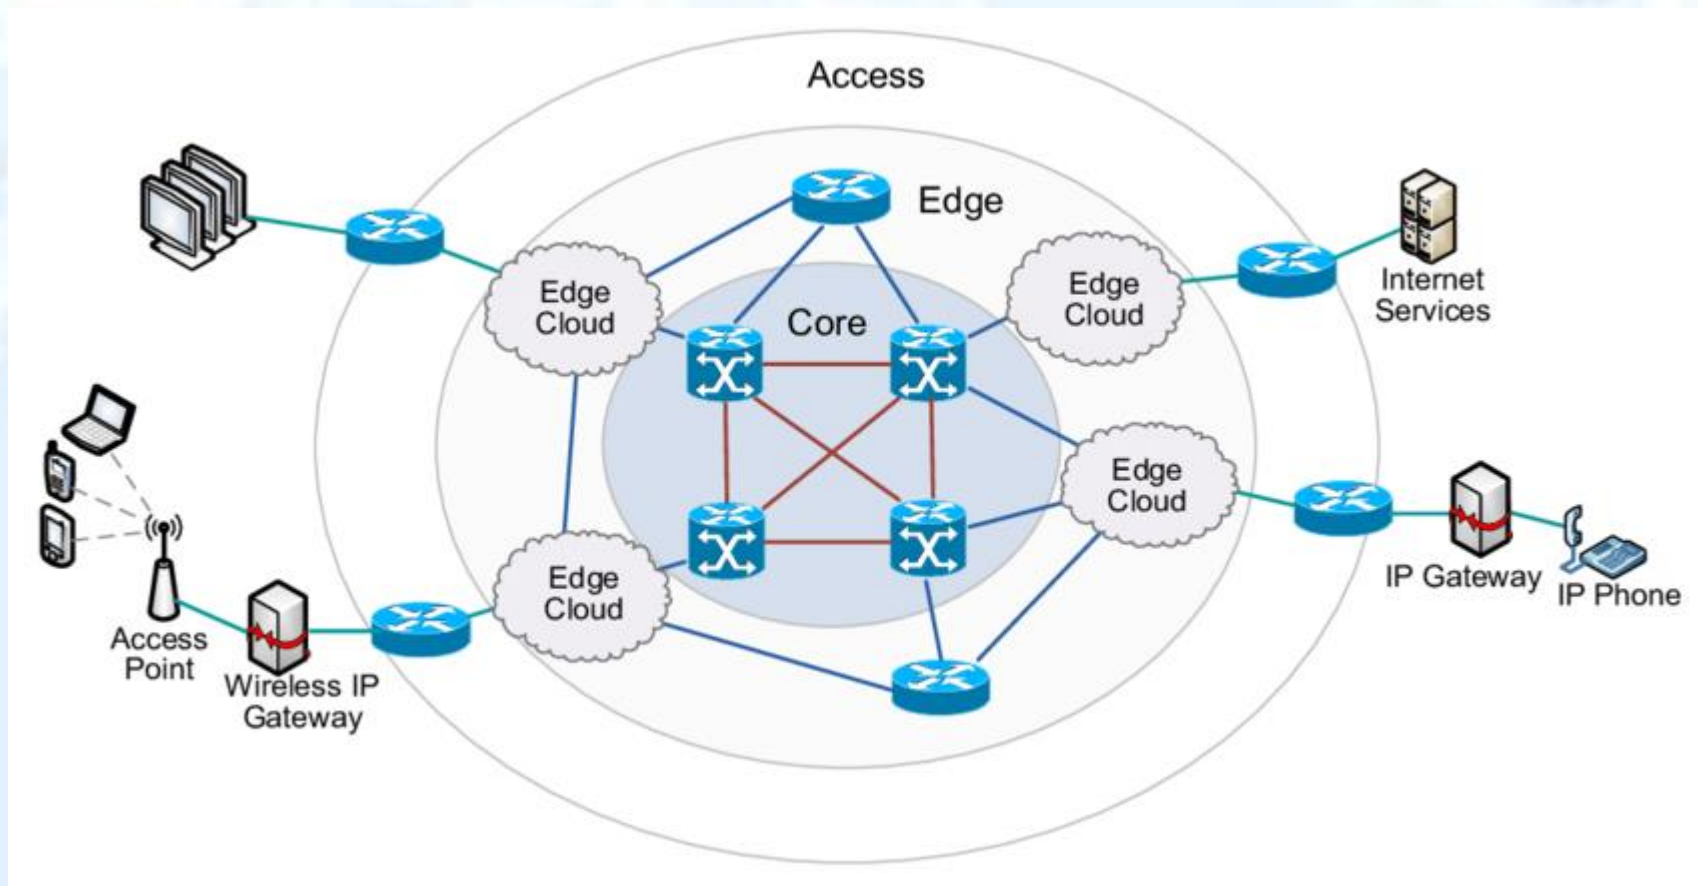 Access
Edge
Edge
Cloud
Core
Edge
Cloud
Internet
Services
Edge
Cloud
IP Gateway
IP Phone
Edge
Cloud
Access
Point
Wireless IP
Gateway